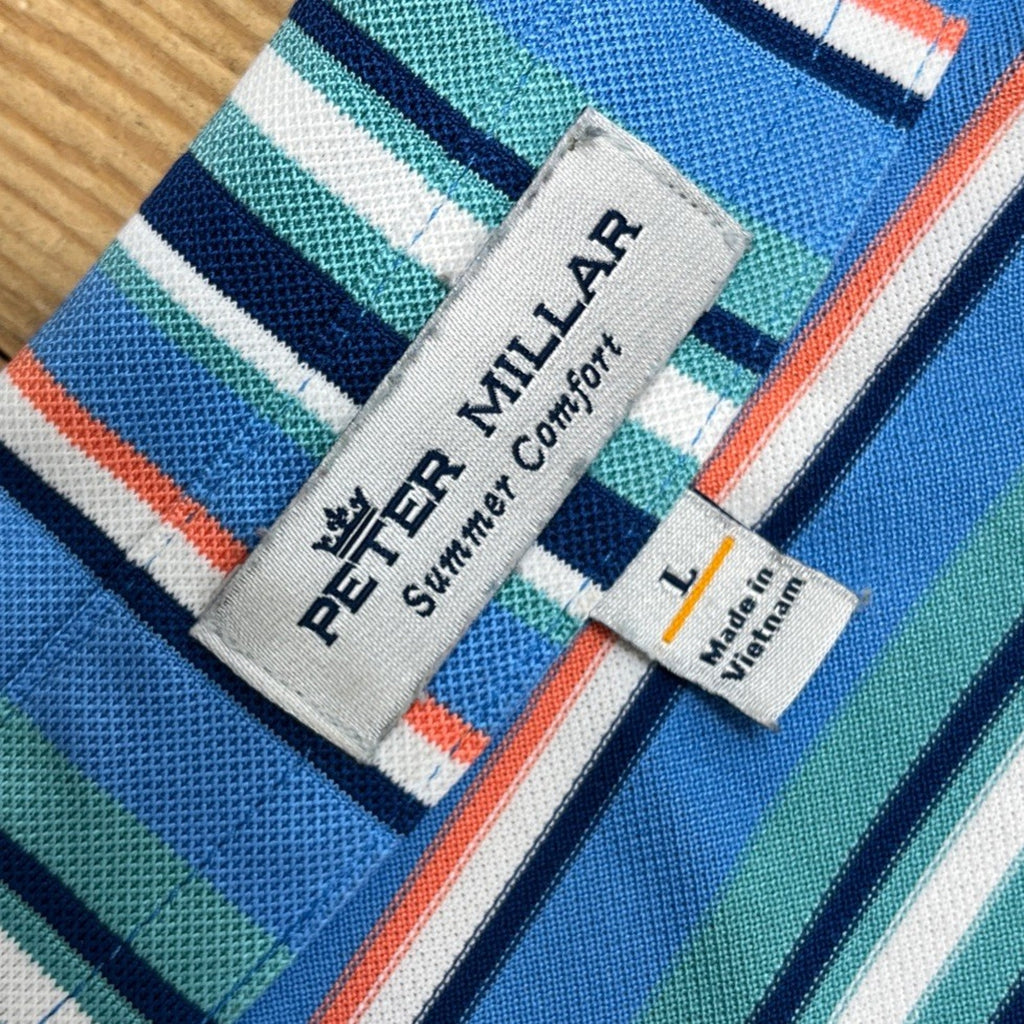 PETER MILLAR
Summer Comfort
L
Made in
Vietnam